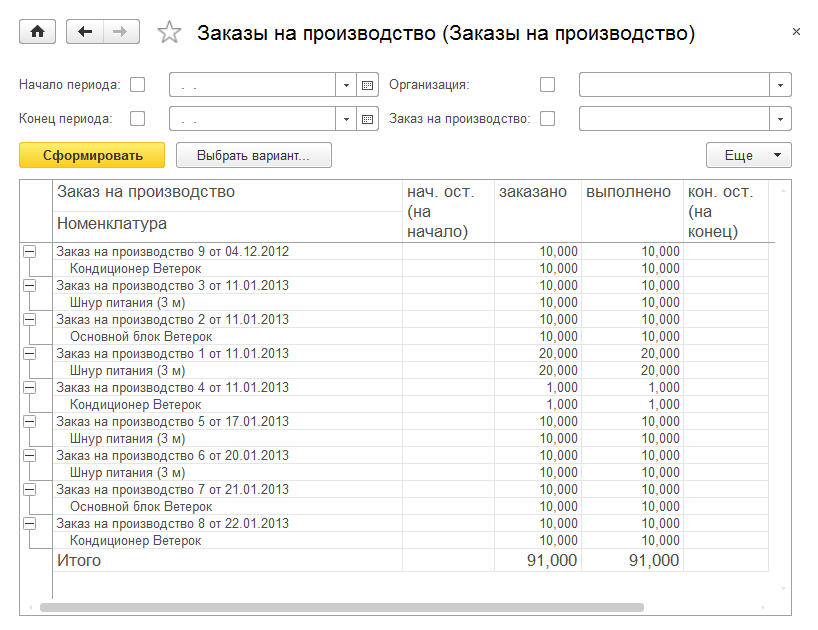 Заказы на производство (Заказы на производство)
Начало периода: . . Организация:
Конец периода: . . Заказ на производство:
Сформировать Выбрать вариант... Еще
Заказ на производство нач. ост. (на начало) заказано выполнено кон. ост. (на конец)
Номенклатура
Заказ на производство 9 от 04.12.2012 10,000 10,000
Кондиционер Ветерок 10,000 10,000
Заказ на производство 3 от 11.01.2013 10,000 10,000
Шнур питания (3 м) 10,000 10,000
Заказ на производство 2 от 11.01.2013 10,000 10,000
Основной блок Ветерок 10,000 10,000
Заказ на производство 1 от 11.01.2013 20,000 20,000
Шнур питания (3 м) 20,000 20,000
Заказ на производство 4 от 11.01.2013 1,000 1,000
Кондиционер Ветерок 1,000 1,000
Заказ на производство 5 от 17.01.2013 10,000 10,000
Шнур питания (3 м) 10,000 10,000
Заказ на производство 6 от 20.01.2013 10,000 10,000
Шнур питания (3 м) 10,000 10,000
Заказ на производство 7 от 21.01.2013 10,000 10,000
Основной блок Ветерок 10,000 10,000
Заказ на производство 8 от 22.01.2013 10,000 10,000
Кондиционер Ветерок 10,000 10,000
Итого 91,000 91,000